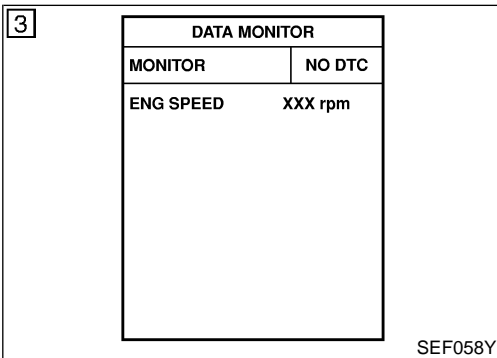 3
DATA MONITOR
MONITOR NO DTC
ENG SPEED XXX rpm
SEF058Y